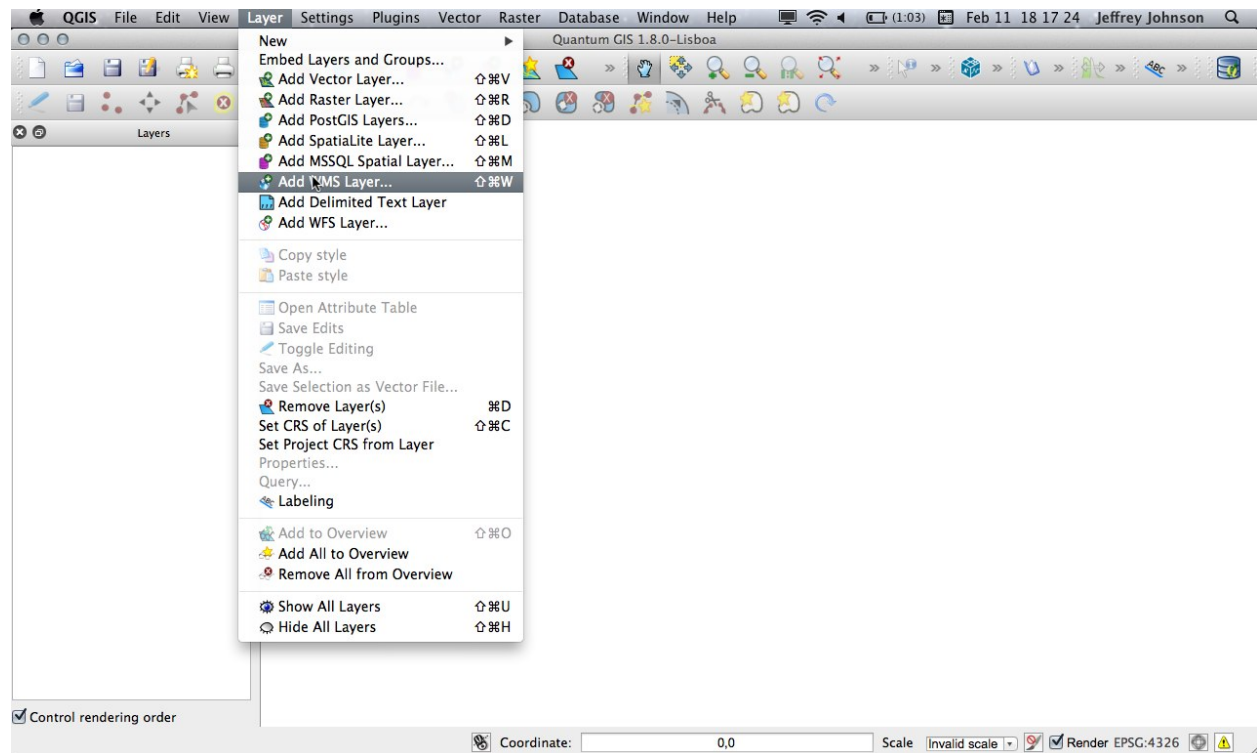 QGIS File Edit View Layer Settings Plugins Vector Raster Database Window Help (1:03) Feb 11 18 17 24 Jeffrey Johnson
Quantum GIS 1.8.0-Lisboa
Layers
New
Embed Layers and Groups...
Add Vector Layer... ⇧⌘V
Add Raster Layer... ⇧⌘R
Add PostGIS Layers... ⇧⌘D
Add SpatiaLite Layer... ⇧⌘L
Add MSSQL Spatial Layer... ⇧⌘M
Add WMS Layer... ⇧⌘W
Add Delimited Text Layer
Add WFS Layer...
Copy style
Paste style
Open Attribute Table
Save Edits
Toggle Editing
Save As...
Save Selection as Vector File...
Remove Layer(s) ⌘D
Set CRS of Layer(s) ⇧⌘C
Set Project CRS from Layer
Properties...
Query...
Labeling
Add to Overview ⇧⌘O
Add All to Overview
Remove All from Overview
Show All Layers ⇧⌘U
Hide All Layers ⇧⌘H
Control rendering order
Coordinate: 0,0 Scale Invalid scale Render EPSG:4326